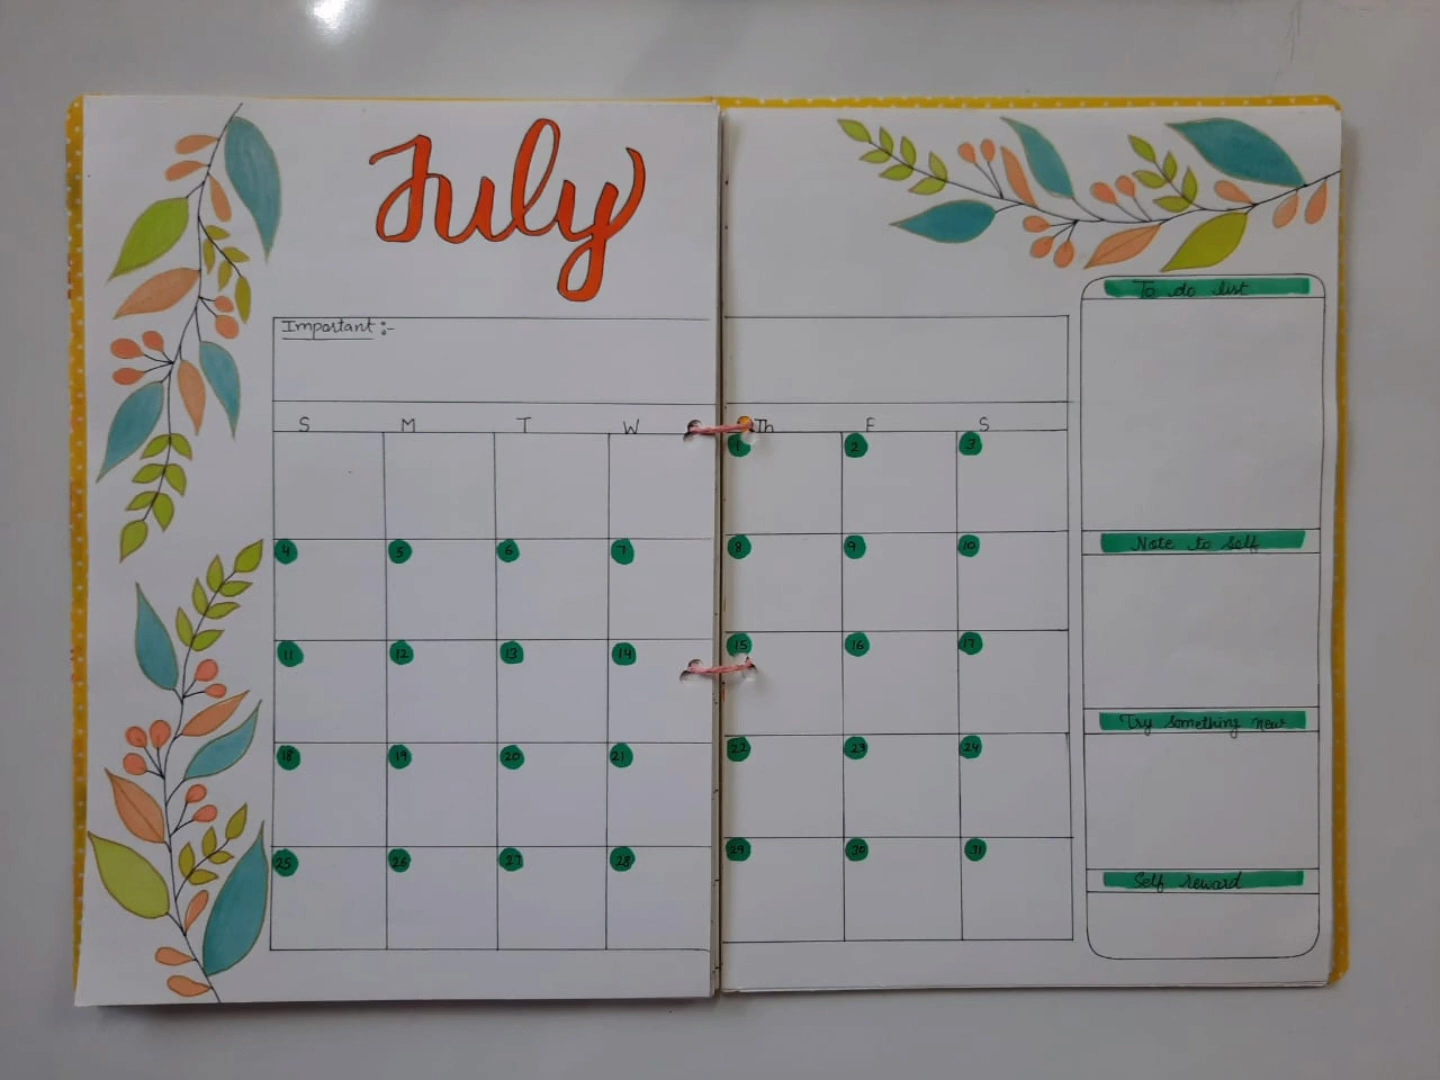 July
Important :-
S M T W Th F S
1 2 3
4 5 6 7 8 9 10
11 12 13 14 15 16 17
18 19 20 21 22 23 24
25 26 27 28 29 30 31
To do list
Note to self
Try something new
Self reward